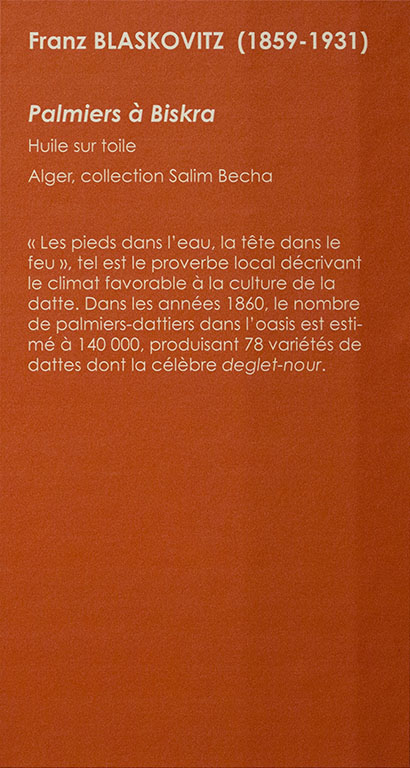 Franz BLASKOVITZ (1859-1931)
Palmiers à Biskra
Huile sur toile
Alger, collection Salim Becha
« Les pieds dans l'eau, la tête dans le
feu », tel est le proverbe local décrivant
le climat favorable à la culture de la
datte. Dans les années 1860, le nombre
de palmiers-dattiers dans l'oasis est esti-
mé à 140 000, produisant 78 variétés de
dattes dont la célèbre deglet-nour.